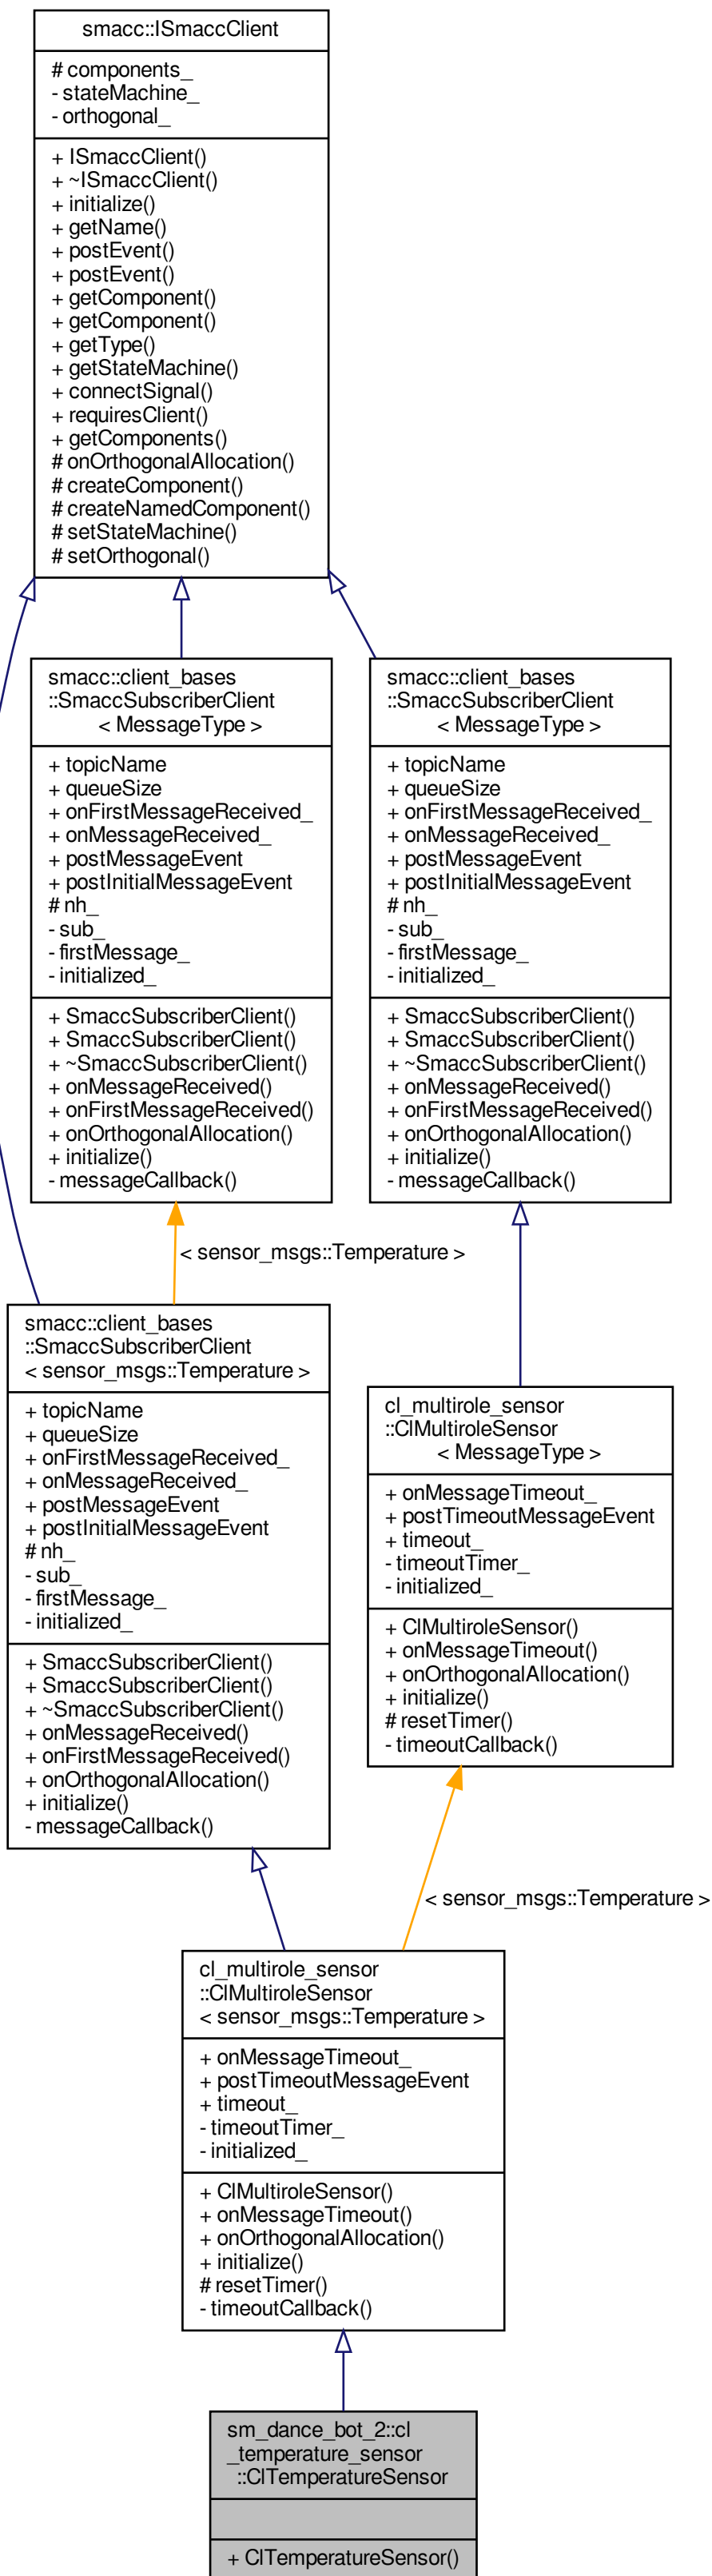 smacc::ISmaccClient
# components_
- stateMachine_
- orthogonal_
+ ISmaccClient()
+ ~ISmaccClient()
+ initialize()
+ getName()
+ postEvent()
+ postEvent()
+ getComponent()
+ getComponent()
+ getType()
+ getStateMachine()
+ connectSignal()
+ requiresClient()
+ getComponents()
# onOrthogonalAllocation()
# createComponent()
# createNamedComponent()
# setStateMachine()
# setOrthogonal()
smacc::client_bases
::SmaccSubscriberClient
< MessageType >
+ topicName
+ queueSize
+ onFirstMessageReceived_
+ onMessageReceived_
+ postMessageEvent
+ postInitialMessageEvent
# nh_
- sub_
- firstMessage_
- initialized_
+ SmaccSubscriberClient()
+ SmaccSubscriberClient()
+ ~SmaccSubscriberClient()
+ onMessageReceived()
+ onFirstMessageReceived()
+ onOrthogonalAllocation()
+ initialize()
- messageCallback()
smacc::client_bases
::SmaccSubscriberClient
< MessageType >
+ topicName
+ queueSize
+ onFirstMessageReceived_
+ onMessageReceived_
+ postMessageEvent
+ postInitialMessageEvent
# nh_
- sub_
- firstMessage_
- initialized_
+ SmaccSubscriberClient()
+ SmaccSubscriberClient()
+ ~SmaccSubscriberClient()
+ onMessageReceived()
+ onFirstMessageReceived()
+ onOrthogonalAllocation()
+ initialize()
- messageCallback()
< sensor_msgs::Temperature >
smacc::client_bases
::SmaccSubscriberClient
< sensor_msgs::Temperature >
+ topicName
+ queueSize
+ onFirstMessageReceived_
+ onMessageReceived_
+ postMessageEvent
+ postInitialMessageEvent
# nh_
- sub_
- firstMessage_
- initialized_
+ SmaccSubscriberClient()
+ SmaccSubscriberClient()
+ ~SmaccSubscriberClient()
+ onMessageReceived()
+ onFirstMessageReceived()
+ onOrthogonalAllocation()
+ initialize()
- messageCallback()
cl_multirole_sensor
::ClMultiroleSensor
< MessageType >
+ onMessageTimeout_
+ postTimeoutMessageEvent
+ timeout_
- timeoutTimer_
- initialized_
+ ClMultiroleSensor()
+ onMessageTimeout()
+ onOrthogonalAllocation()
+ initialize()
# resetTimer()
- timeoutCallback()
< sensor_msgs::Temperature >
cl_multirole_sensor
::ClMultiroleSensor
< sensor_msgs::Temperature >
+ onMessageTimeout_
+ postTimeoutMessageEvent
+ timeout_
- timeoutTimer_
- initialized_
+ ClMultiroleSensor()
+ onMessageTimeout()
+ onOrthogonalAllocation()
+ initialize()
# resetTimer()
- timeoutCallback()
sm_dance_bot_2::cl
_temperature_sensor
::ClTemperatureSensor
+ ClTemperatureSensor()